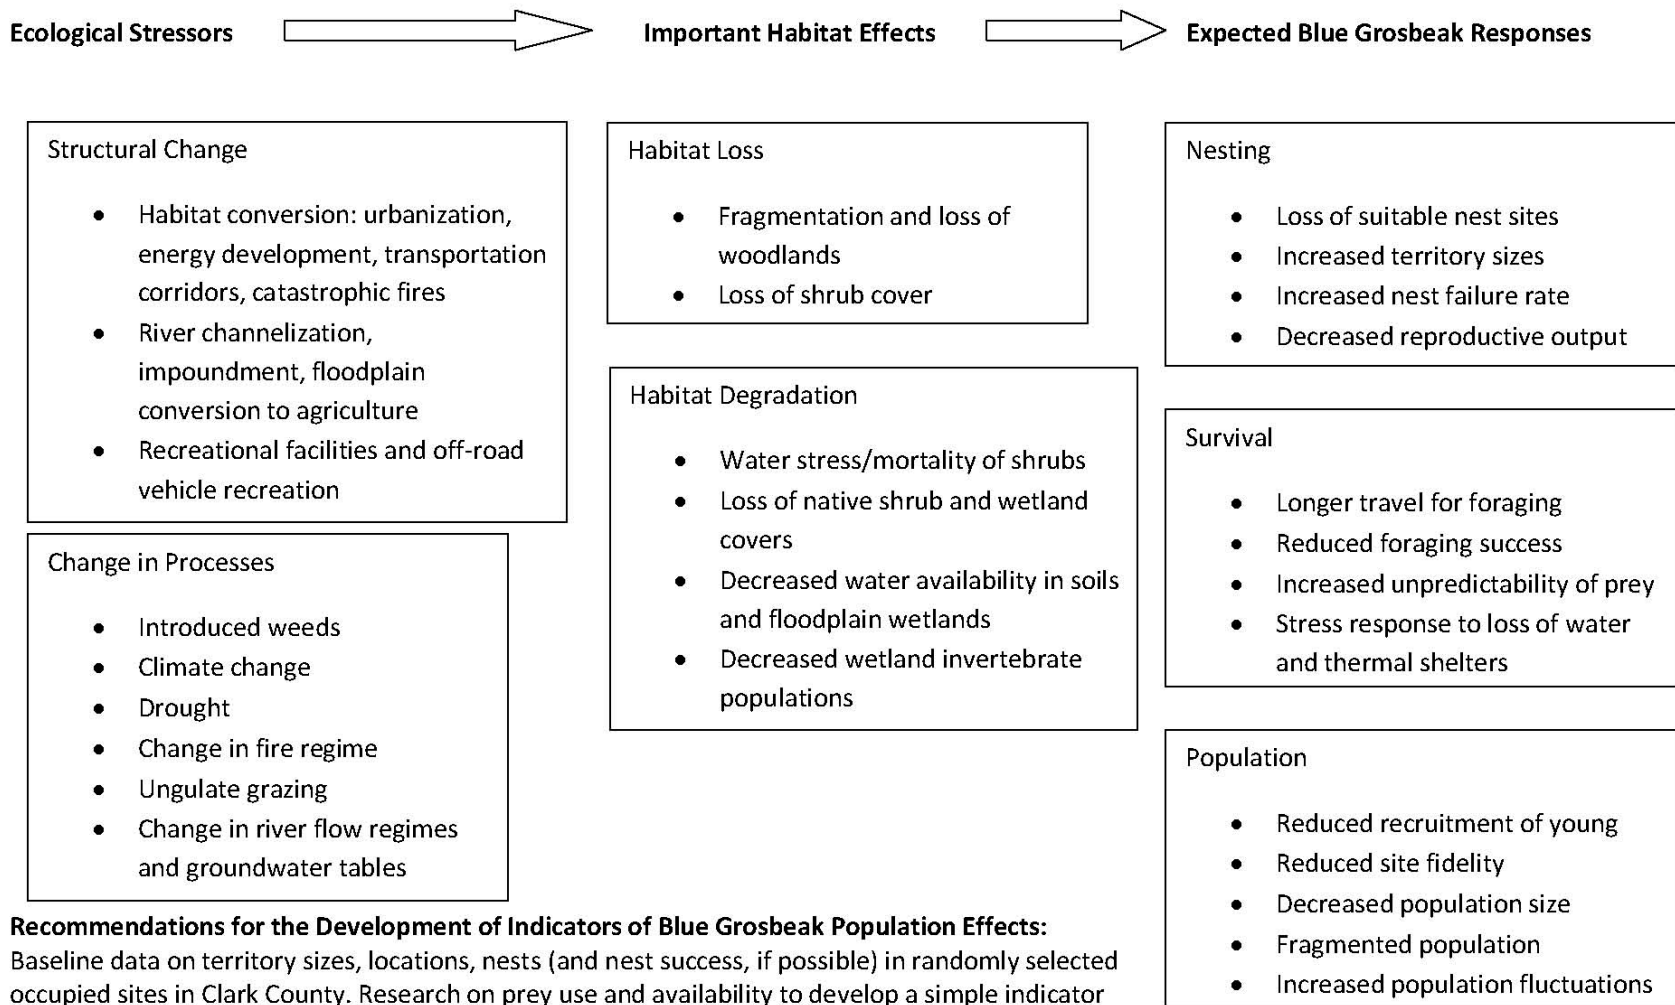 Ecological Stressors
Important Habitat Effects
Expected Blue Grosbeak Responses
Structural Change
• Habitat conversion: urbanization,
energy development, transportation
corridors, catastrophic fires
• River channelization,
impoundment, floodplain
conversion to agriculture
• Recreational facilities and off-road
vehicle recreation
Change in Processes
• Introduced weeds
• Climate change
• Drought
• Change in fire regime
• Ungulate grazing
• Change in river flow regimes
and groundwater tables
Habitat Loss
• Fragmentation and loss of
woodlands
• Loss of shrub cover
Habitat Degradation
• Water stress/mortality of shrubs
• Loss of native shrub and wetland
covers
• Decreased water availability in soils
and floodplain wetlands
• Decreased wetland invertebrate
populations
Nesting
• Loss of suitable nest sites
• Increased territory sizes
• Increased nest failure rate
• Decreased reproductive output
Survival
• Longer travel for foraging
• Reduced foraging success
• Increased unpredictability of prey
• Stress response to loss of water
and thermal shelters
Population
• Reduced recruitment of young
• Reduced site fidelity
• Decreased population size
• Fragmented population
• Increased population fluctuations
Recommendations for the Development of Indicators of Blue Grosbeak Population Effects:
Baseline data on territory sizes, locations, nests (and nest success, if possible) in randomly selected
occupied sites in Clark County. Research on prey use and availability to develop a simple indicator